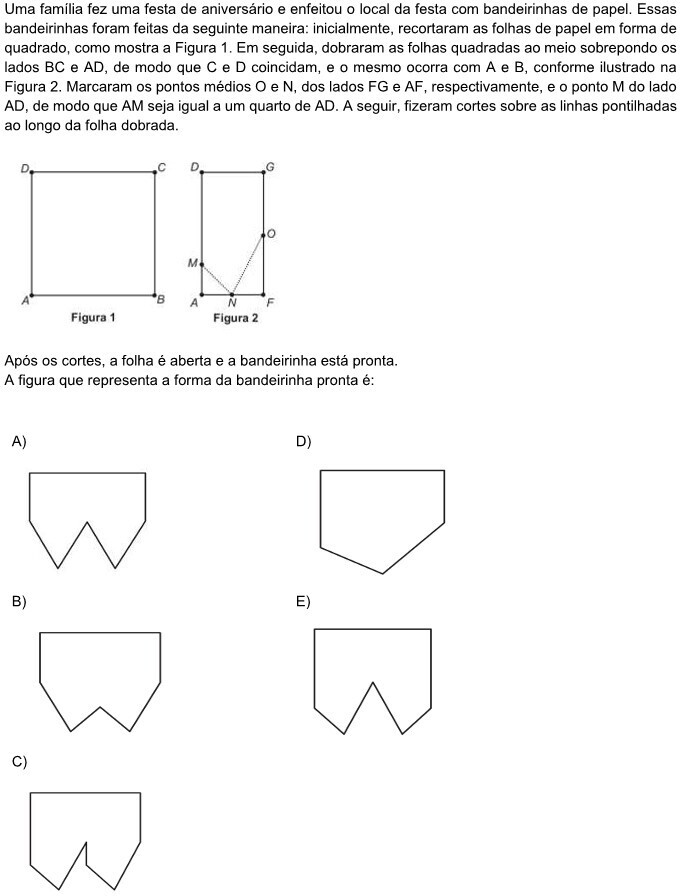 Uma família fez uma festa de aniversário e enfeitou o local da festa com bandeirinhas de papel. Essas
bandeirinhas foram feitas da seguinte maneira: inicialmente, recortaram as folhas de papel em forma de
quadrado, como mostra a Figura 1. Em seguida, dobraram as folhas quadradas ao meio sobrepondo os
lados BC e AD, de modo que C e D coincidam, e o mesmo ocorra com A e B, conforme ilustrado na
Figura 2. Marcaram os pontos médios O e N, dos lados FG e AF, respectivamente, e o ponto M do lado
AD, de modo que AM seja igual a um quarto de AD. A seguir, fizeram cortes sobre as linhas pontilhadas
ao longo da folha dobrada.
D C D G
O
M
A B A N F
Figura 1 Figura 2
Após os cortes, a folha é aberta e a bandeirinha está pronta.
A figura que representa a forma da bandeirinha pronta é:
A) D)
B) E)
C)